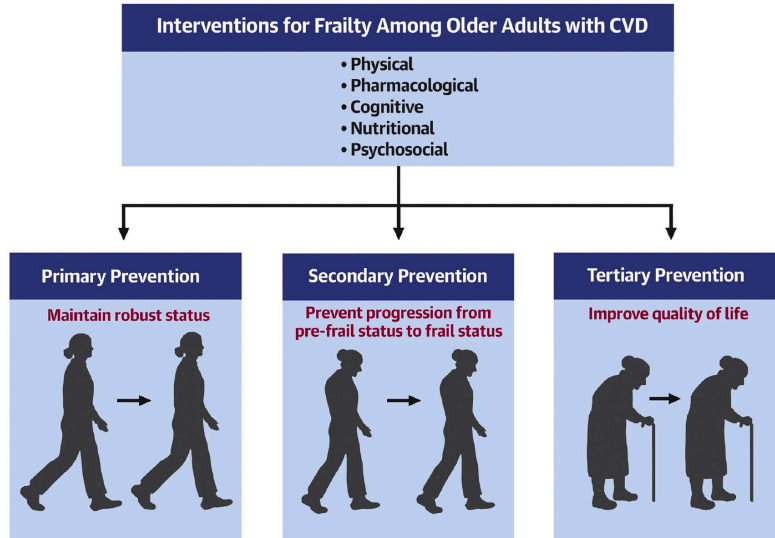 Interventions for Frailty Among Older Adults with CVD
• Physical
• Pharmacological
• Cognitive
• Nutritional
• Psychosocial
Primary Prevention
Maintain robust status
Secondary Prevention
Prevent progression from
pre-frail status to frail status
Tertiary Prevention
Improve quality of life